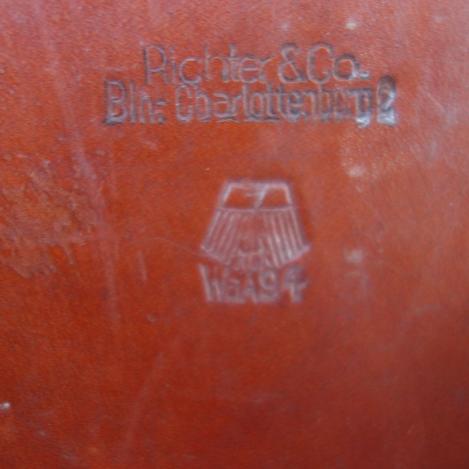 Richter & Co.
Bln.-Charlottenburg 2
WaA94